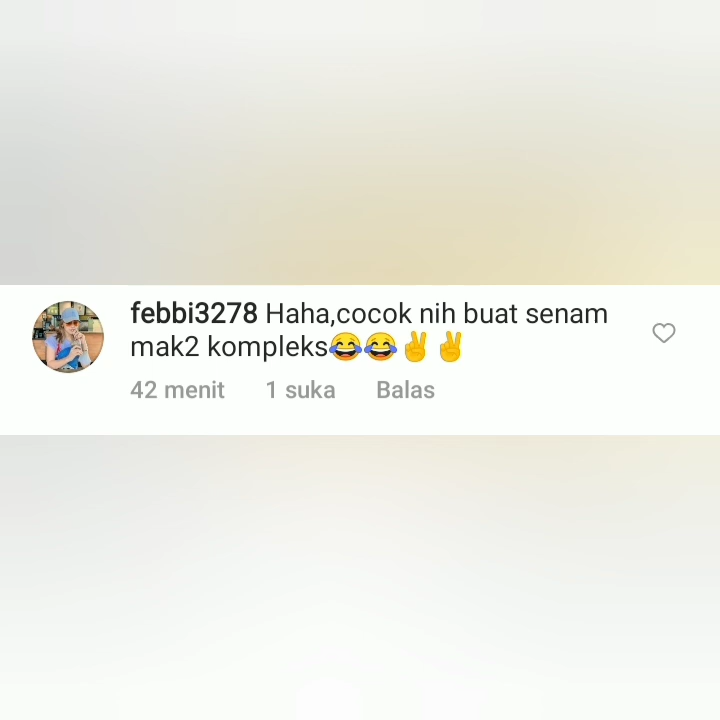 febbi3278 Haha,cocok nih buat senam
mak2 kompleks😂😂✌✌
42 menit 1 suka Balas